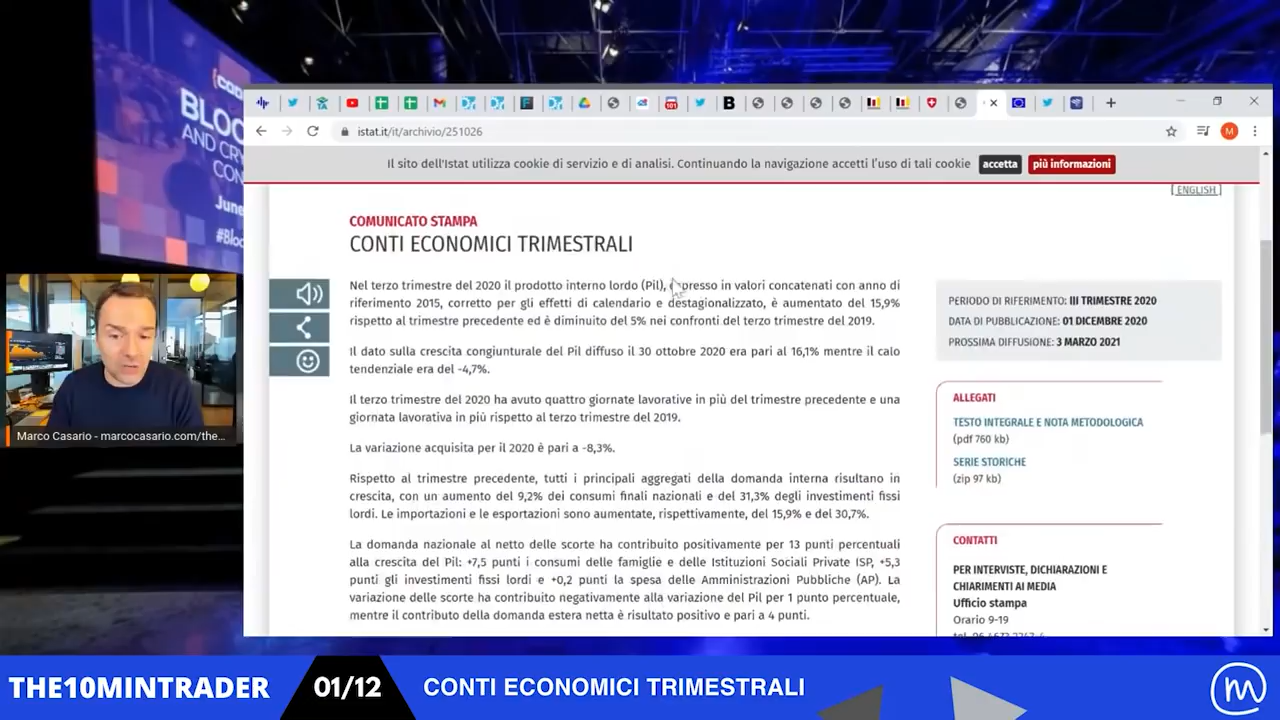 BLOC
AND CRY
CON
June
#Bloc
istat.it/it/archivio/251026
M
Il sito dell'Istat utilizza cookie di servizio e di analisi. Continuando la navigazione accetti l'uso di tali cookie
accetta
più informazioni
[ ENGLISH ]
COMUNICATO STAMPA
CONTI ECONOMICI TRIMESTRALI
Nel terzo trimestre del 2020 il prodotto interno lordo (Pil), espresso in valori concatenati con anno di
riferimento 2015, corretto per gli effetti di calendario e destagionalizzato, è aumentato del 15,9%
rispetto al trimestre precedente ed è diminuito del 5% nei confronti del terzo trimestre del 2019.
Il dato sulla crescita congiunturale del Pil diffuso il 30 ottobre 2020 era pari al 16,1% mentre il calo
tendenziale era del -4,7%.
Il terzo trimestre del 2020 ha avuto quattro giornate lavorative in più del trimestre precedente e una
giornata lavorativa in più rispetto al terzo trimestre del 2019.
La variazione acquisita per il 2020 è pari a -8,3%.
Rispetto al trimestre precedente, tutti i principali aggregati della domanda interna risultano in
crescita, con un aumento del 9,2% dei consumi finali nazionali e del 31,3% degli investimenti fissi
lordi. Le importazioni e le esportazioni sono aumentate, rispettivamente, del 15,9% e del 30,7%.
La domanda nazionale al netto delle scorte ha contribuito positivamente per 13 punti percentuali
alla crescita del Pil: +7,5 punti i consumi delle famiglie e delle Istituzioni Sociali Private ISP, +5,3
punti gli investimenti fissi lordi e +0,2 punti la spesa delle Amministrazioni Pubbliche (AP). La
variazione delle scorte ha contribuito negativamente alla variazione del Pil per 1 punto percentuale,
mentre il contributo della domanda estera netta è risultato positivo e pari a 4 punti.
PERIODO DI RIFERIMENTO: III TRIMESTRE 2020
DATA DI PUBBLICAZIONE: 01 DICEMBRE 2020
PROSSIMA DIFFUSIONE: 3 MARZO 2021
ALLEGATI
TESTO INTEGRALE E NOTA METODOLOGICA
(pdf 760 kb)
SERIE STORICHE
(zip 97 kb)
CONTATTI
PER INTERVISTE, DICHIARAZIONI E
CHIARIMENTI AI MEDIA
Ufficio stampa
Orario 9-19
Marco Casario - marcocasario.com/the...
THE10MINTRADER
01/12
CONTI ECONOMICI TRIMESTRALI